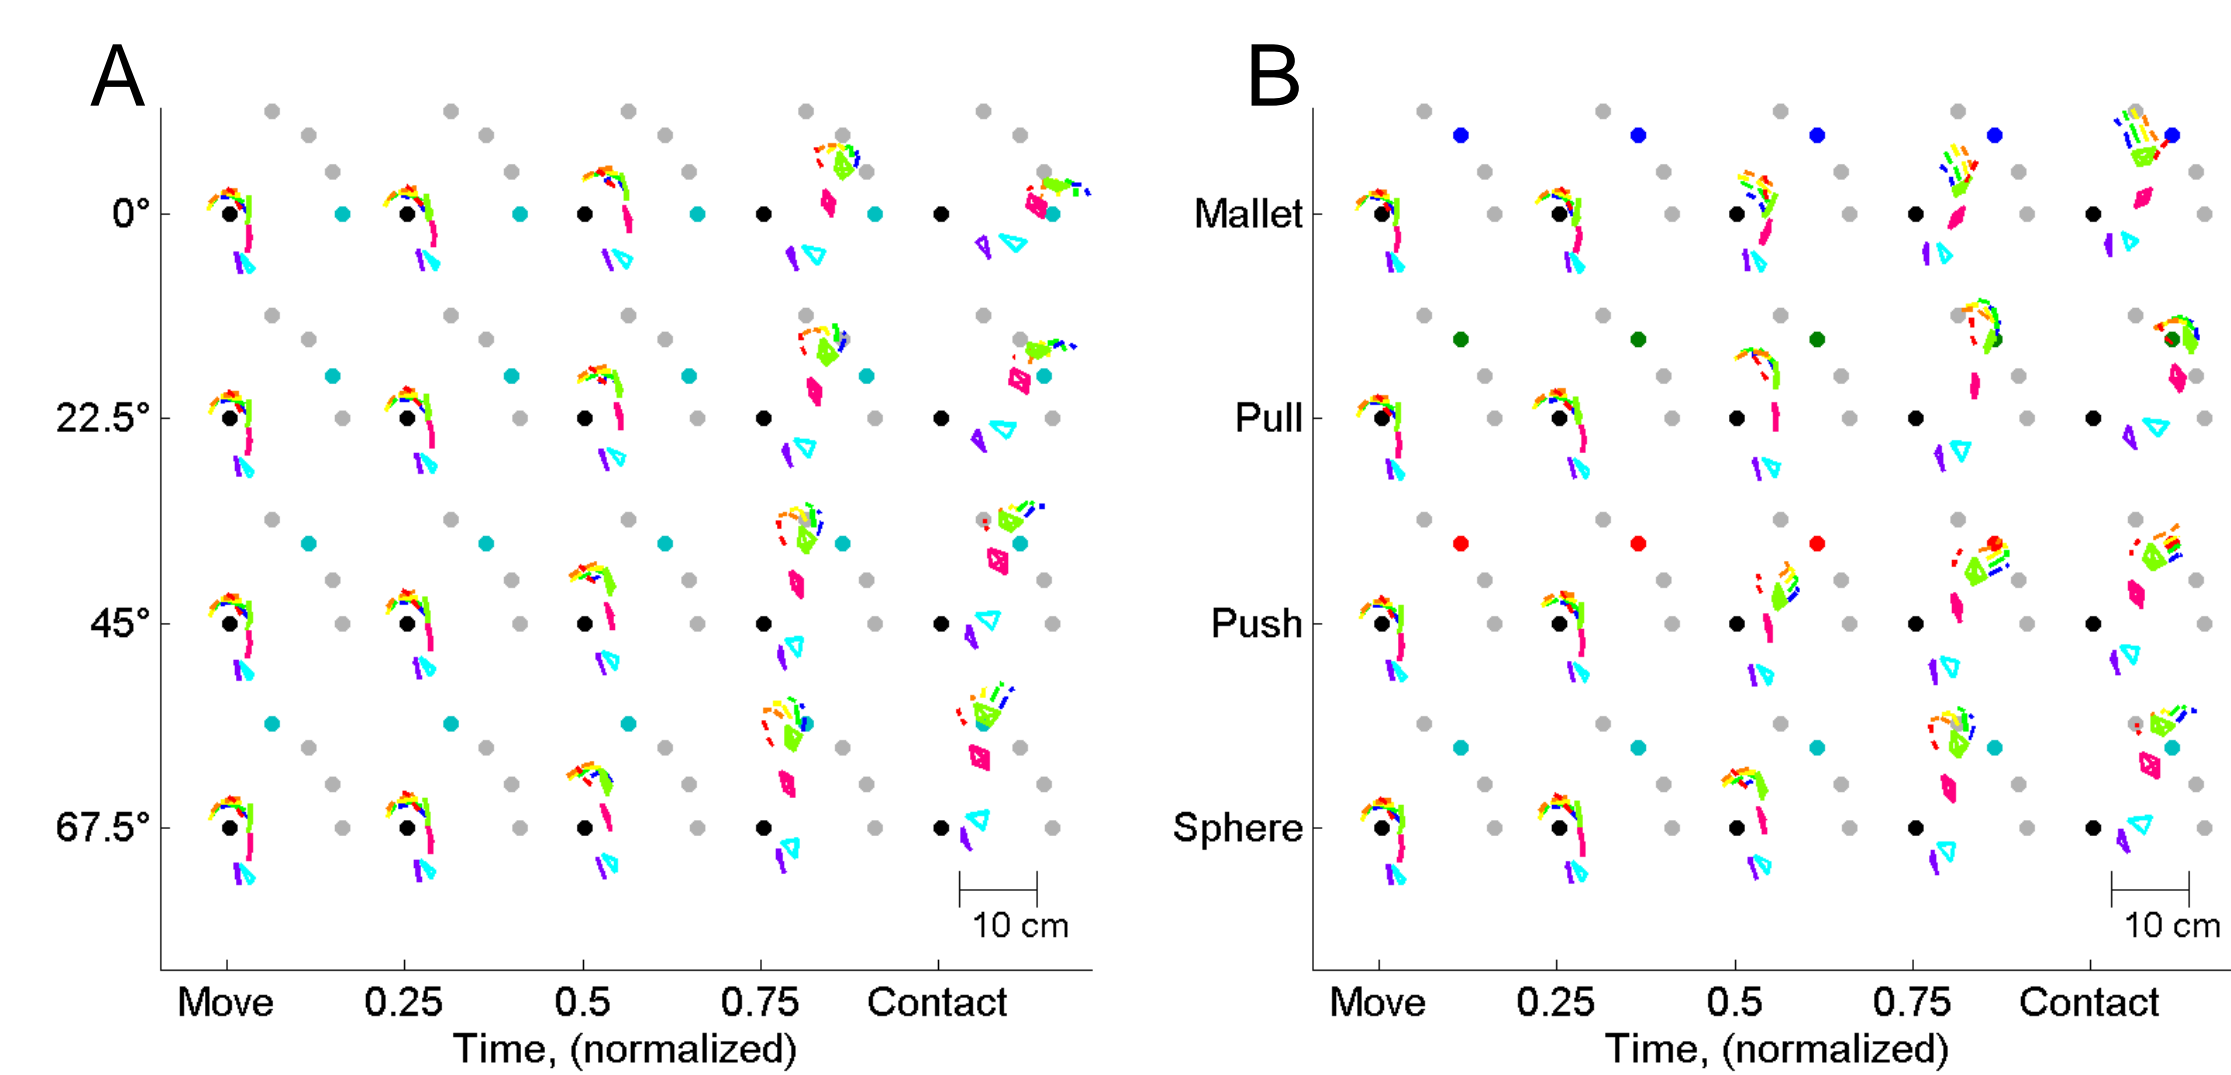 A
B
0°
22.5°
45°
67.5°
10 cm
Move 0.25 0.5 0.75 Contact
Time, (normalized)
Mallet
Pull
Push
Sphere
10 cm
Move 0.25 0.5 0.75 Contact
Time, (normalized)